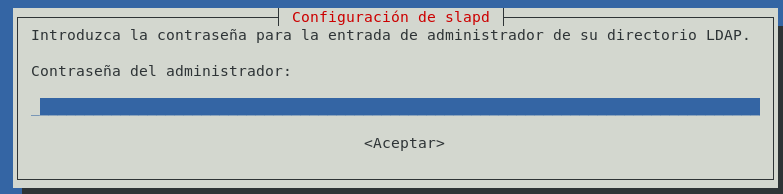 Configuración de slapd
Introduzca la contraseña para la entrada de administrador de su directorio LDAP.
Contraseña del administrador:
<Aceptar>